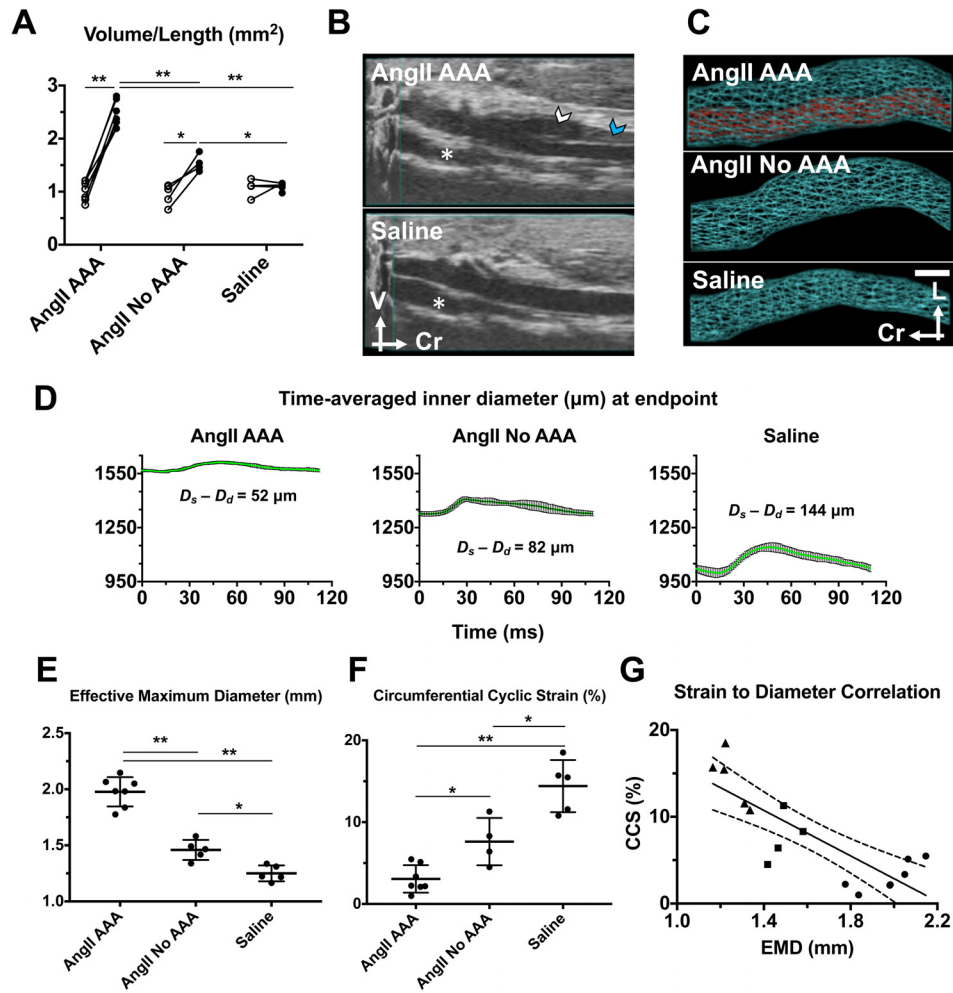 A
Volume/Length (mm²)
** ** **
* *
3
2
1
0
AngII AAA
AngII No AAA
Saline
B
AngII AAA
*
Saline
*
V
Cr
C
AngII AAA
AngII No AAA
Saline
L
Cr
D
Time-averaged inner diameter (µm) at endpoint
AngII AAA
AngII No AAA
Saline
1550
1250
950
Ds – Dd = 52 µm
0 30 60 90 120
1550
1250
950
Ds – Dd = 82 µm
0 30 60 90 120
1550
1250
950
Ds – Dd = 144 µm
0 30 60 90 120
Time (ms)
E
Effective Maximum Diameter (mm)
2.5
2.0
1.5
1.0
**
**
*
AngII AAA
AngII No AAA
Saline
F
Circumferential Cyclic Strain (%)
20
10
0
*
**
*
AngII AAA
AngII No AAA
Saline
G
Strain to Diameter Correlation
CCS (%)
20
10
0
1.0 1.4 1.8 2.2
EMD (mm)